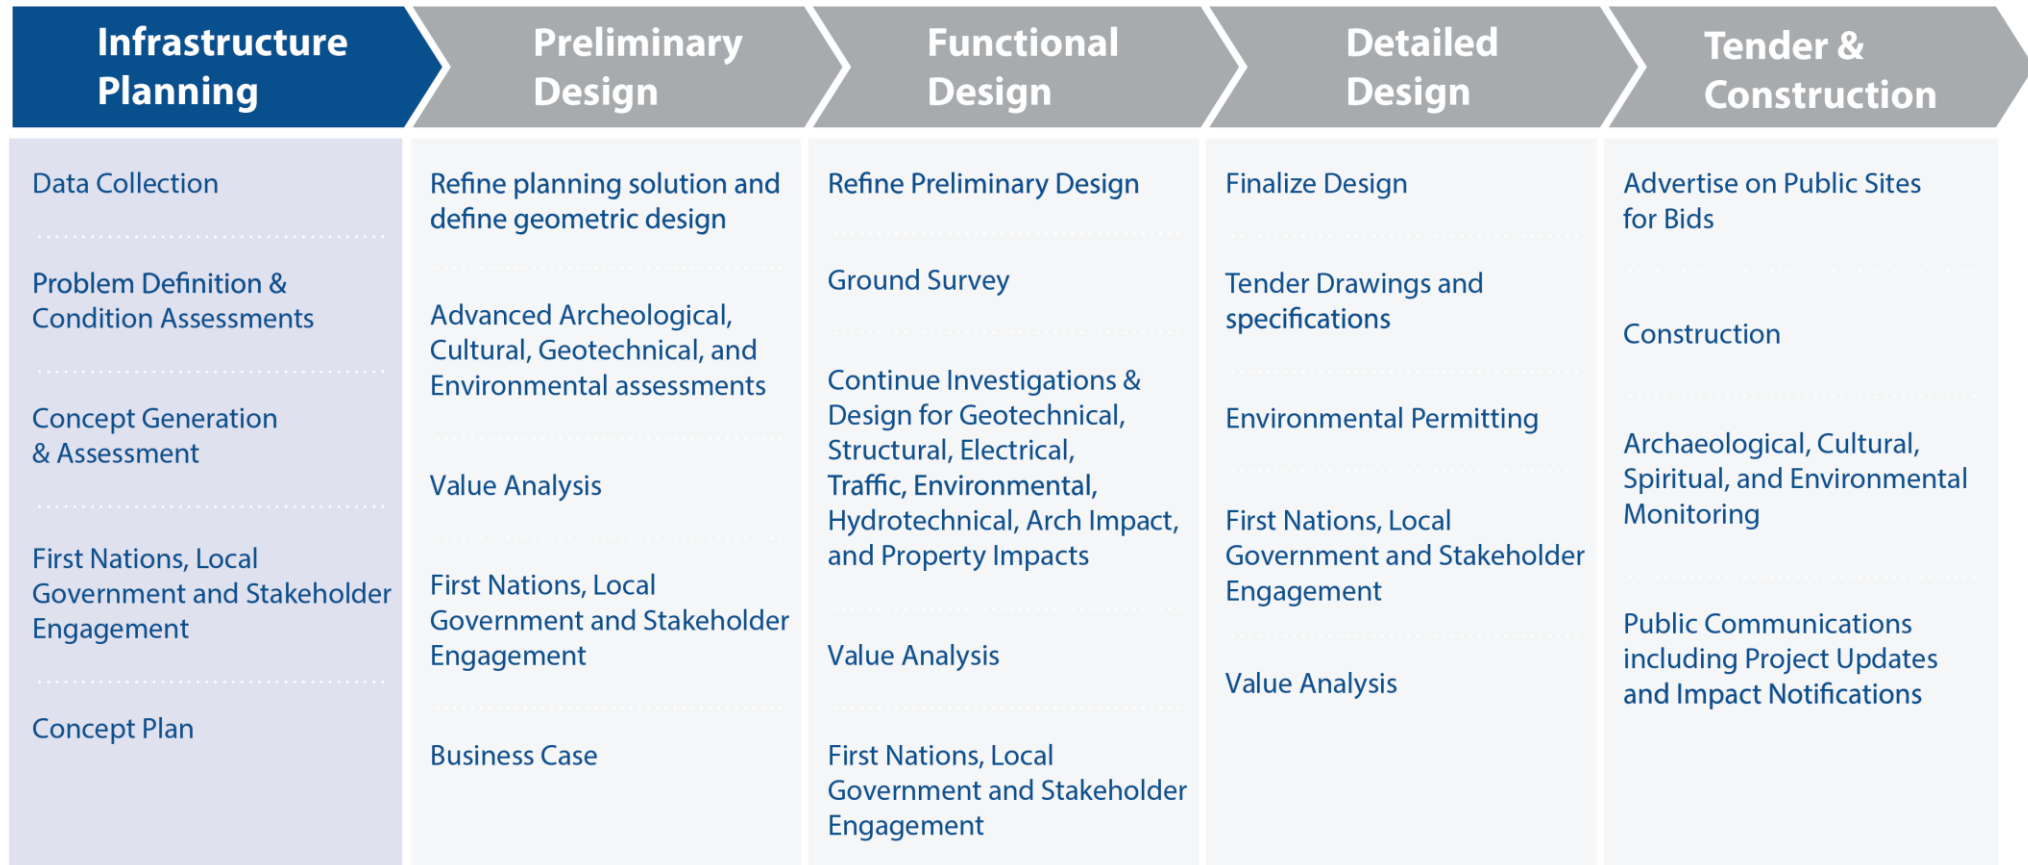 Infrastructure
Planning
Preliminary
Design
Functional
Design
Detailed
Design
Tender &
Construction
Data Collection
Problem Definition &
Condition Assessments
Concept Generation
& Assessment
First Nations, Local
Government and Stakeholder
Engagement
Concept Plan
Refine planning solution and
define geometric design
Advanced Archeological,
Cultural, Geotechnical, and
Environmental assessments
Value Analysis
First Nations, Local
Government and Stakeholder
Engagement
Business Case
Refine Preliminary Design
Ground Survey
Continue Investigations &
Design for Geotechnical,
Structural, Electrical,
Traffic, Environmental,
Hydrotechnical, Arch Impact,
and Property Impacts
Value Analysis
First Nations, Local
Government and Stakeholder
Engagement
Finalize Design
Tender Drawings and
specifications
Environmental Permitting
First Nations, Local
Government and Stakeholder
Engagement
Value Analysis
Advertise on Public Sites
for Bids
Construction
Archaeological, Cultural,
Spiritual, and Environmental
Monitoring
Public Communications
including Project Updates
and Impact Notifications